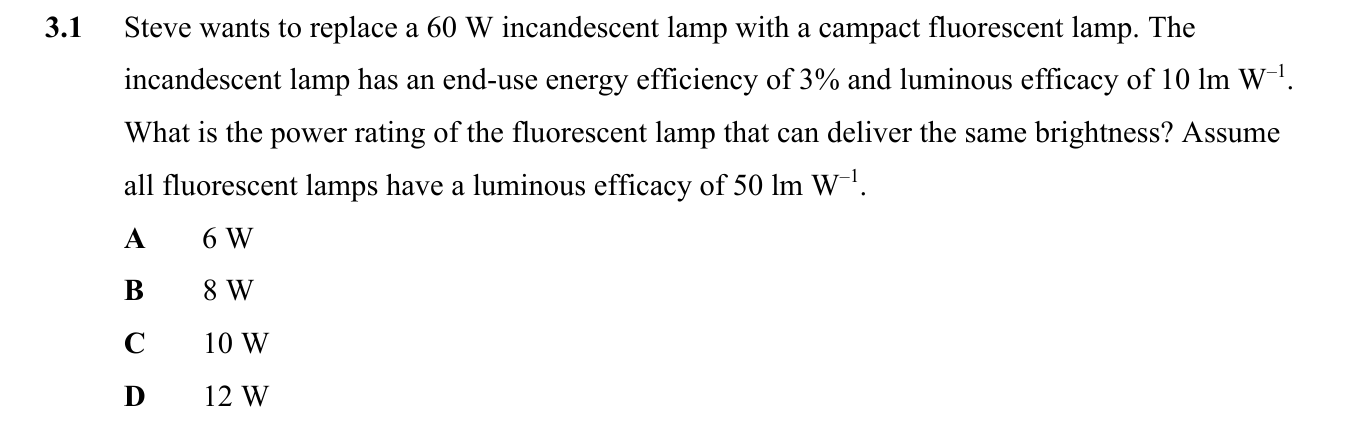 3.1 Steve wants to replace a 60 W incandescent lamp with a campact fluorescent lamp. The
incandescent lamp has an end-use energy efficiency of 3% and luminous efficacy of 10 lm W⁻¹.
What is the power rating of the fluorescent lamp that can deliver the same brightness? Assume
all fluorescent lamps have a luminous efficacy of 50 lm W⁻¹.
A 6 W
B 8 W
C 10 W
D 12 W